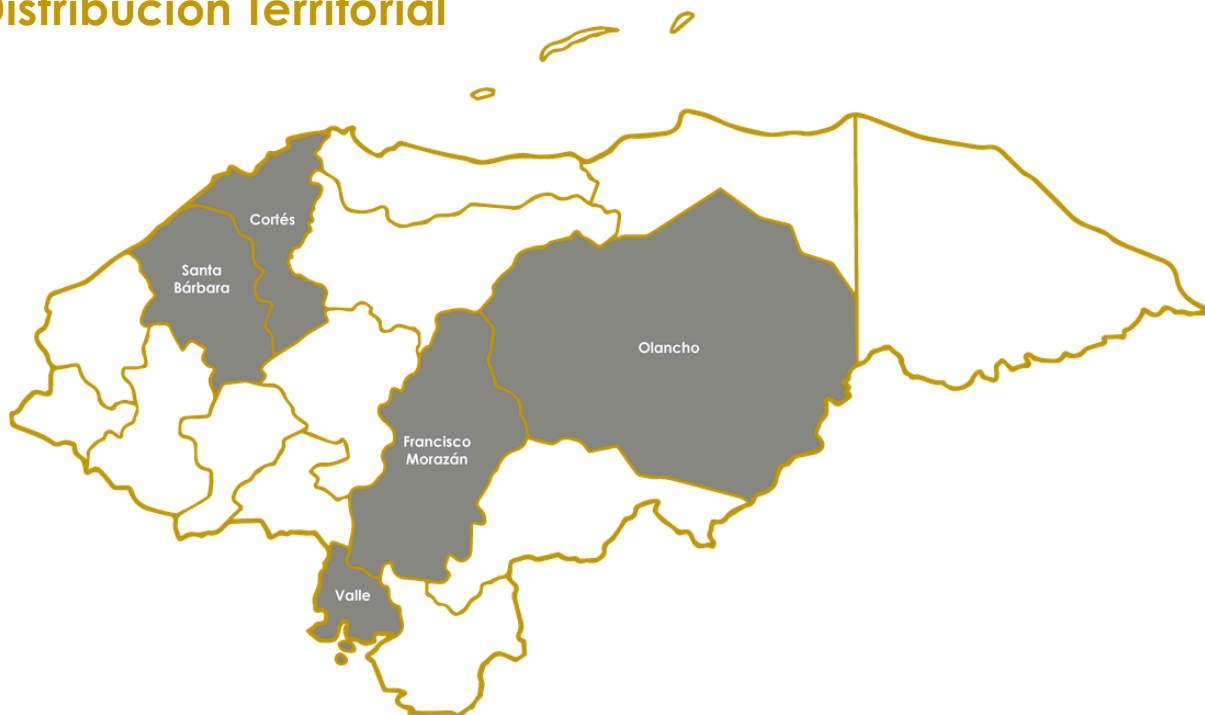 Distribución Territorial
Cortés
Santa
Bárbara
Olancho
Francisco
Morazán
Valle